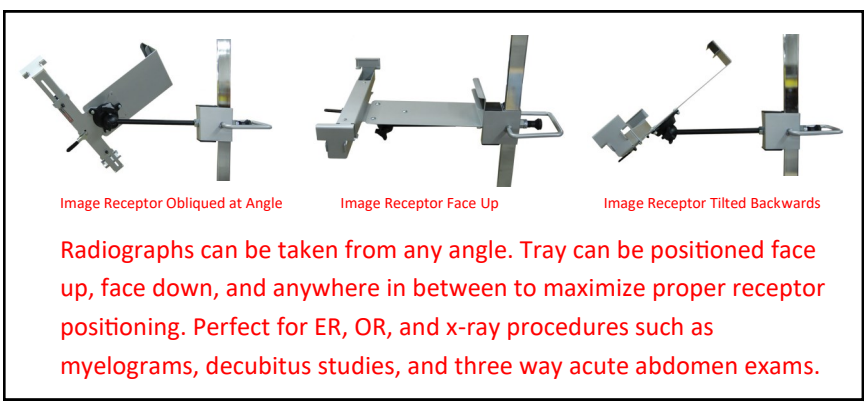 Image Receptor Obliqued at Angle
Image Receptor Face Up
Image Receptor Tilted Backwards
Radiographs can be taken from any angle. Tray can be positioned face
up, face down, and anywhere in between to maximize proper receptor
positioning. Perfect for ER, OR, and x-ray procedures such as
myelograms, decubitus studies, and three way acute abdomen exams.